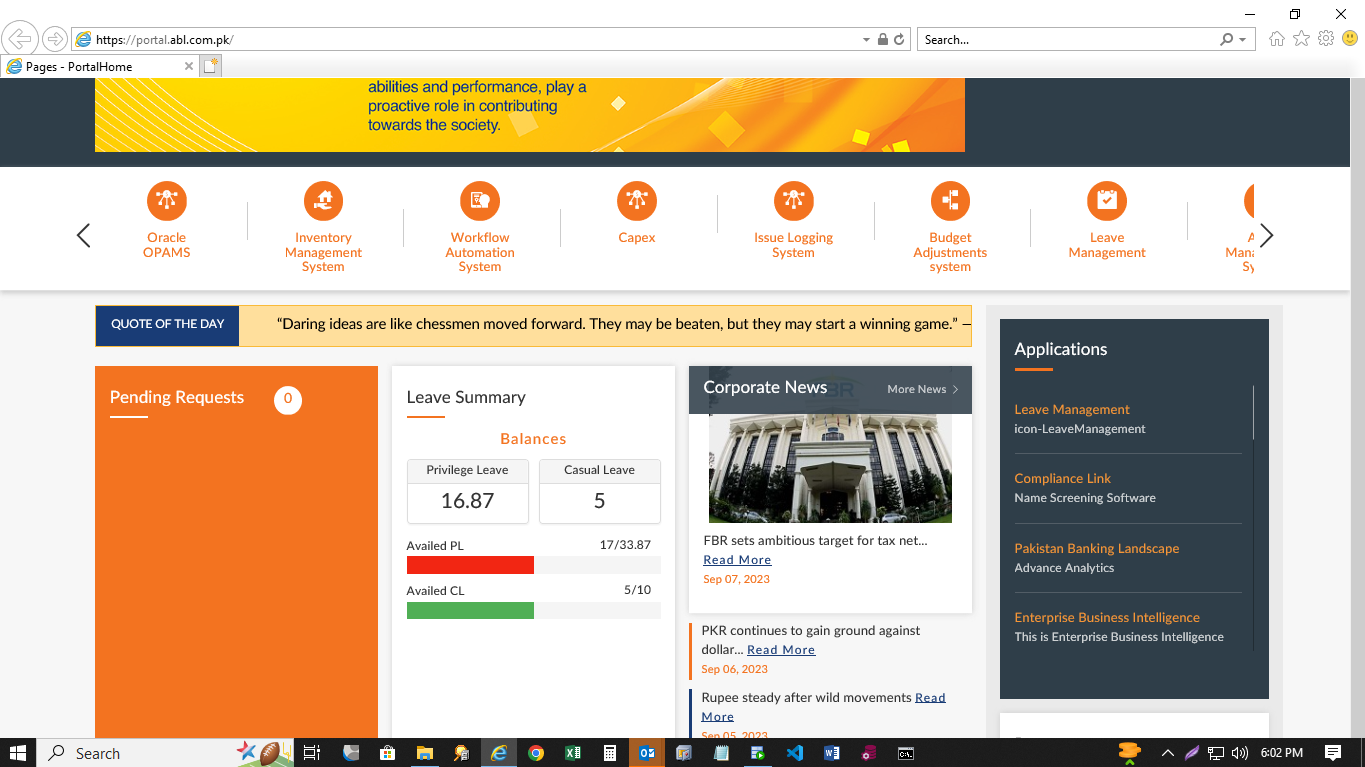 https://portal.abl.com.pk/
Search...
Pages - PortalHome
abilities and performance, play a
proactive role in contributing
towards the society.
Oracle
OPAMS
Inventory
Management
System
Workflow
Automation
System
Capex
Issue Logging
System
Budget
Adjustments
system
Leave
Management
QUOTE OF THE DAY
“Daring ideas are like chessmen moved forward. They may be beaten, but they may start a winning game.” —
Pending Requests
0
Leave Summary
Balances
Privilege Leave
16.87
Casual Leave
5
Availed PL
17/33.87
Availed CL
5/10
Corporate News
More News
FBR sets ambitious target for tax net...
Read More
Sep 07, 2023
PKR continues to gain ground against
dollar... Read More
Sep 06, 2023
Rupee steady after wild movements Read
More
Sep 05, 2023
Applications
Leave Management
icon-LeaveManagement
Compliance Link
Name Screening Software
Pakistan Banking Landscape
Advance Analytics
Enterprise Business Intelligence
This is Enterprise Business Intelligence
Search
6:02 PM